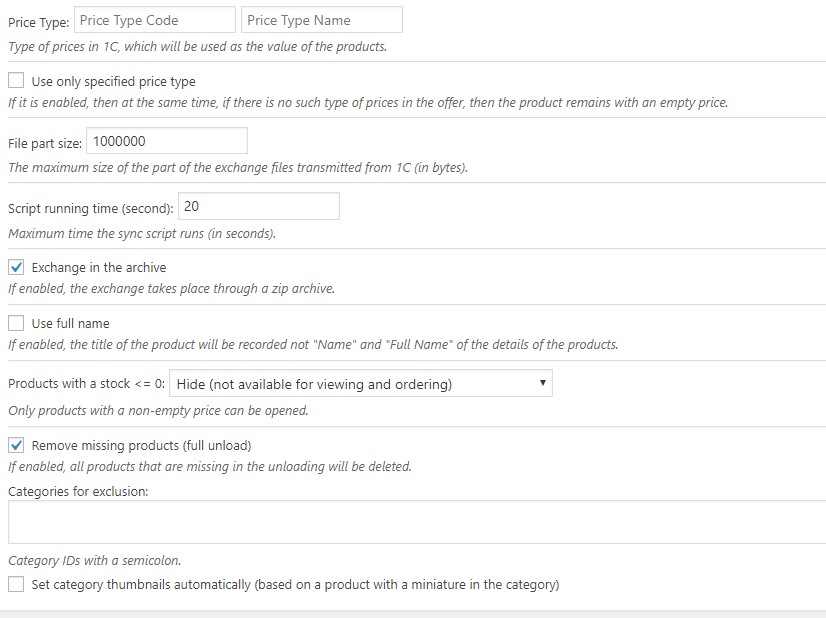 Price Type: Price Type Code Price Type Name
Type of prices in 1C, which will be used as the value of the products.
Use only specified price type
If it is enabled, then at the same time, if there is no such type of prices in the offer, then the product remains with an empty price.
File part size: 1000000
The maximum size of the part of the exchange files transmitted from 1C (in bytes).
Script running time (second): 20
Maximum time the sync script runs (in seconds).
Exchange in the archive
If enabled, the exchange takes place through a zip archive.
Use full name
If enabled, the title of the product will be recorded not "Name" and "Full Name" of the details of the products.
Products with a stock <= 0: Hide (not available for viewing and ordering)
Only products with a non-empty price can be opened.
Remove missing products (full unload)
If enabled, all products that are missing in the unloading will be deleted.
Categories for exclusion:
Category IDs with a semicolon.
Set category thumbnails automatically (based on a product with a miniature in the category)